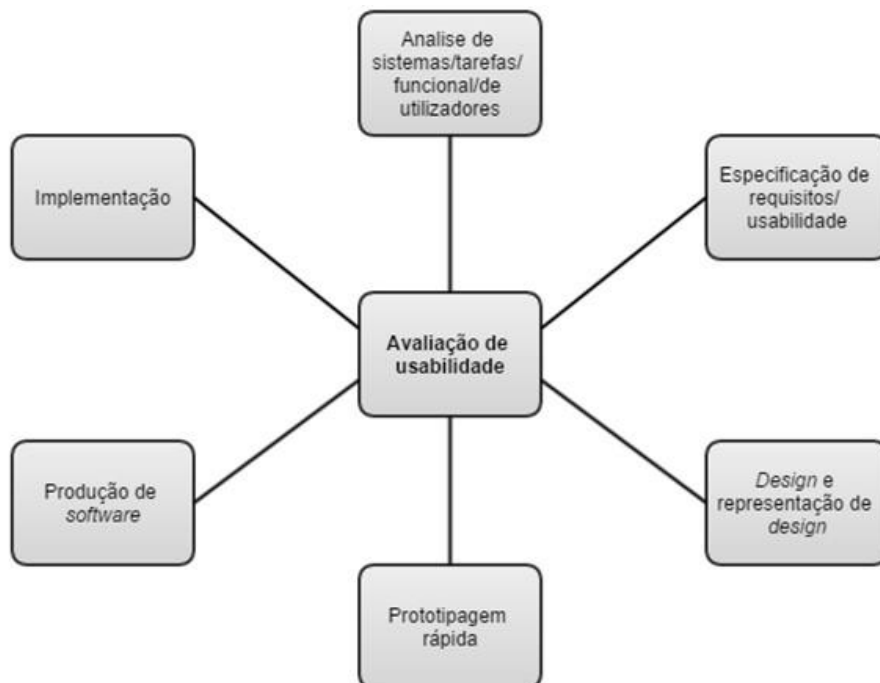 Analise de
sistemas/tarefas/
funcional/de
utilizadores
Implementação
Especificação de
requisitos/
usabilidade
Avaliação de
usabilidade
Produção de
software
Design e
representação de
design
Prototipagem
rápida